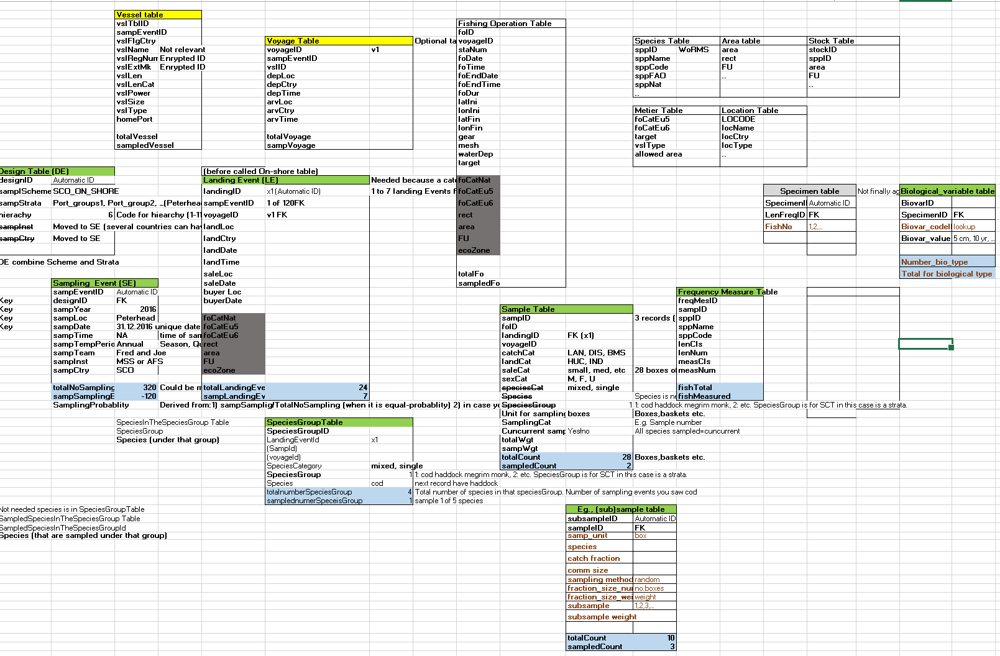 Vessel table
vslTblID
sampEventID
vslFlgCtry
vslName Not relevant
vslRegNum Enrypted ID
vslExtMk Enrypted ID
vslLen
vslLenCat
vslPower
vslSize
vslType
homePort
totalVessel
sampledVessel
Voyage Table Optional ta
voyageID v1
sampEventID
vslID
depLoc
depCtry
depTime
arvLoc
arvCtry
arvTime
totalVoyage
sampVoyage
Fishing Operation Table
foID
voyageID
staNum
foDate
foTime
foEndDate
foEndTime
foDur
latIni
lonIni
latFin
lonFin
gear
mesh
waterDep
target
foCatNat
foCatEu5
foCatEu6
rect
area
FU
ecoZone
totalFo
sampledFo
Species Table
sppID WoRMS
sppName
sppCode
sppFAO
sppNat
..
Area table
area
rect
FU
..
Stock Table
stockID
sppID
area
FU
..
Metier Table
foCatEu5
foCatEu6
target
vslType
allowed area
Location Table
LOCODE
locName
locCtry
locType
..
Design Table (DE)
designID Automatic ID
samplScheme SCO_ON_SHORE
sampStrata Port_groups1, Port_group2, _(Peterhea
hierachy 6 Code for hiearchy (1-11
sampInst Moved to SE (several countries can ha
sampCtry Moved to SE
DE combine Scheme and Strata
(before called On-shore table)
Landing Event (LE) Needed because a cat
landingID x1 (Automatic ID) 1 to 7 landing Events f
sampEventID 1 of 120FK
voyageID v1 FK
landLoc
landCtry
landDate
landTime
saleLoc
saleDate
buyer Loc
buyerDate
foCatNat
foCatEu5
foCatEu6
rect
area
FU
ecoZone
totalLandingEve 24
sampLandingEv 7
Specimen table Not finally ag
SpecimenI Automatic ID
LenFreqID FK
FishNo 1,2,...
Biological_variable table
BiovarID
SpecimenID FK
Biovar_codeII lookup
Biovar_value 5 cm, 10 yr, ...
Number_bio_type
Total for biological type
Sampling Event (SE)
sampEventID Automatic ID
Key designID FK
Key sampYear 2016
Key sampLoc Peterhead
Key sampDate 31.12.2016 unique date
sampTime NA time of sam
sampTempPerio Annual Season, Qu
sampTeam Fred and Joe
sampInst MSS or AFS
sampCtry SCO
totalNoSampling 320 Could be m
sampSamplingE -120
SamplingProbablity Derived from:1) sampSamplig/TotalNoSampling (when it is equal-probablity) 2) in case yo
Sample Table
sampID 3 records (
foID
landingID FK (x1)
voyageID
catchCat LAN, DIS, BMS
landCat HUC, IND
saleCat small, med, etc 28 boxes of
sexCat M, F, U
speciesCat mixed, single
Species Species is ne
SpeciesGroup 1 1: cod haddock megrim monk, 2: etc. SpeciesGroup is for SCT in this case is a strata.
Unit for sampling boxes Boxes,baskets etc.
SamplingCat E.g. Sample number
Cuncurrent samp Yes/no All species sampled=cuncurrent
totalWgt
sampWgt
totalCount 28 Boxes,baskets etc.
sampledCount 2
Frequency Measure Table
freqMesID
sampID
sppID
sppName
sppCode
lenCls
lenNum
measCls
measNum
fishTotal
fishMeasured
SpeciesInTheSpeciesGroup Table
SpeciesGroup
Species (under that group)
SpeciesGroupTable
SpeciesGroupID
LandingEventId x1
(SampId)
(voyageId)
SpeciesCategory mixed, single
SpeciesGroup 1 1: cod haddock megrim monk, 2: etc. SpeciesGroup is for SCT in this case is a strata.
Species cod next record have haddock
totalnumberSpeciesGroup 4 Total number of species in that speciesGroup. Number of sampling events you saw cod
samplednumerSpeceisGroup 1 sample 1 of 5 species
Not needed species is in SpeciesGroupTable
SampledSpeciesInTheSpeciesGroup Table
SampledSpeciesInTheSpeciesGroupId
Species (that are sampled under that group)
Eg., (sub)sample table
subsampleID Automatic ID
sampleID FK
samp_unit box
species
catch fraction
comm size
sampling method random
fraction_size_nu no.boxes
fraction_size_wei weight
subsample 1,2,3,...
subsample weight
totalCount 10
sampledCount 3